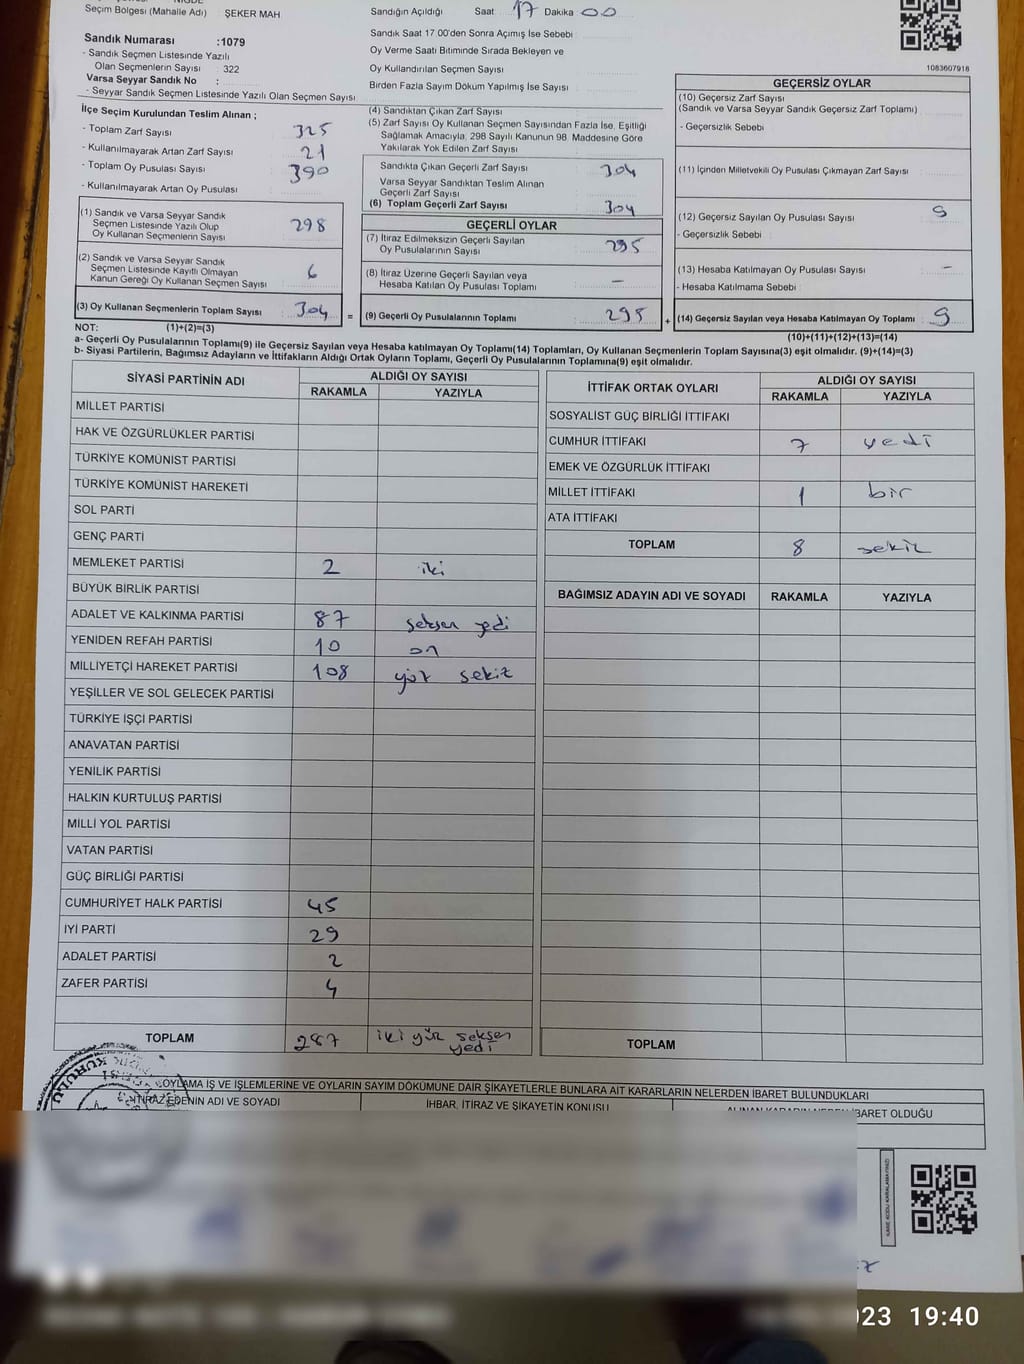 Seçim Bölgesi (Mahalle Adı) : ŞEKER MAH
Sandık Numarası :1079
- Sandık Seçmen Listesinde Yazılı
Olan Seçmenlerin Sayısı : 322
Varsa Seyyar Sandık No :
- Seyyar Sandık Seçmen Listesinde Yazılı Olan Seçmen Sayısı
İlçe Seçim Kurulundan Teslim Alınan ;
- Toplam Zarf Sayısı 325
- Kullanılmayarak Artan Zarf Sayısı 21
- Toplam Oy Pusulası Sayısı 390
- Kullanılmayarak Artan Oy Pusulası
(1) Sandık ve Varsa Seyyar Sandık
Seçmen Listesinde Yazılı Olup
Oy Kullanan Seçmenlerin Sayısı 298
(2) Sandık ve Varsa Seyyar Sandık
Seçmen Listesinde Kayıtlı Olmayan
Kanun Gereği Oy Kullanan Seçmen Sayısı 6
(3) Oy Kullanan Seçmenlerin Toplam Sayısı 304 =
Sandığın Açıldığı Saat 17 Dakika 00
Sandık Saat 17.00'den Sonra Açımış İse Sebebi
Oy Verme Saati Bitiminde Sırada Bekleyen ve
Oy Kullandırılan Seçmen Sayısı
Birden Fazla Sayım Döküm Yapılmış İse Sayısı
(4) Sandıktan Çıkan Zarf Sayısı
(5) Zarf Sayısı Oy Kullanan Seçmen Sayısından Fazla İse, Eşitliği
Sağlamak Amacıyla, 298 Sayılı Kanunun 98. Maddesine Göre
Yakılarak Yok Edilen Zarf Sayısı
Sandıkta Çıkan Geçerli Zarf Sayısı 304
Varsa Seyyar Sandıktan Teslim Alınan
Geçerli Zarf Sayısı
(6) Toplam Geçerli Zarf Sayısı 304
GEÇERLİ OYLAR
(7) İtiraz Edilmeksizin Geçerli Sayılan
Oy Pusulalarının Sayısı 295
(8) İtiraz Üzerine Geçerli Sayılan veya
Hesaba Katılan Oy Pusulası Toplamı -
(9) Geçerli Oy Pusulalarının Toplamı 295 +
1083607918
GEÇERSİZ OYLAR
(10) Geçersiz Zarf Sayısı
(Sandık ve Varsa Seyyar Sandık Geçersiz Zarf Toplamı)
- Geçersizlik Sebebi
(11) İçinden Milletvekili Oy Pusulası Çıkmayan Zarf Sayısı
(12) Geçersiz Sayılan Oy Pusulası Sayısı 9
- Geçersizlik Sebebi
(13) Hesaba Katılmayan Oy Pusulası Sayısı -
- Hesaba Katılmama Sebebi
(14) Geçersiz Sayılan veya Hesaba Katılmayan Oy Toplamı 9
NOT: (1)+(2)=(3) (10)+(11)+(12)+(13)=(14)
a- Geçerli Oy Pusulalarının Toplamı(9) ile Geçersiz Sayılan veya Hesaba katılmayan Oy Toplamı(14) Toplamları, Oy Kullanan Seçmenlerin Toplam Sayısına(3) eşit olmalıdır. (9)+(14)=(3)
b- Siyasi Partilerin, Bağımsız Adayların ve İttifakların Aldığı Ortak Oyların Toplamı, Geçerli Oy Pusulalarının Toplamına(9) eşit olmalıdır.
SİYASİ PARTİNİN ADI ALDIĞI OY SAYISI
RAKAMLA YAZIYLA
MİLLET PARTİSİ
HAK VE ÖZGÜRLÜKLER PARTİSİ
TÜRKİYE KOMÜNİST PARTİSİ
TÜRKİYE KOMÜNİST HAREKETİ
SOL PARTİ
GENÇ PARTİ
MEMLEKET PARTİSİ 2 iki
BÜYÜK BİRLİK PARTİSİ
ADALET VE KALKINMA PARTİSİ 87 seksen yedi
YENİDEN REFAH PARTİSİ 10 on
MİLLİYETÇİ HAREKET PARTİSİ 108 yüz sekiz
YEŞİLLER VE SOL GELECEK PARTİSİ
TÜRKİYE İŞÇİ PARTİSİ
ANAVATAN PARTİSİ
YENİLİK PARTİSİ
HALKIN KURTULUŞ PARTİSİ
MİLLİ YOL PARTİSİ
VATAN PARTİSİ
GÜÇ BİRLİĞİ PARTİSİ
CUMHURİYET HALK PARTİSİ 45
İYİ PARTİ 29
ADALET PARTİSİ 2
ZAFER PARTİSİ 4
TOPLAM 287 iki yüz seksen yedi
İTTİFAK ORTAK OYLARI ALDIĞI OY SAYISI
RAKAMLA YAZIYLA
SOSYALİST GÜÇ BİRLİĞİ İTTİFAKI
CUMHUR İTTİFAKI 7 yedi
EMEK VE ÖZGÜRLÜK İTTİFAKI
MİLLET İTTİFAKI 1 bir
ATA İTTİFAKI
TOPLAM 8 sekiz
BAĞIMSIZ ADAYIN ADI VE SOYADI RAKAMLA YAZIYLA
TOPLAM
OYLAMA İŞ VE İŞLEMLERİNE VE OYLARIN SAYIM DÖKÜMÜNE DAİR ŞİKAYETLERLE BUNLARA AİT KARARLARIN NELERDEN İBARET BULUNDUKLARI
İTİRAZ EDENİN ADI VE SOYADI İHBAR, İTİRAZ VE ŞİKAYETİN KONUSU ALINAN KARARIN NEDEN İBARET OLDUĞU
KARE KODU KARALAMAYINIZ!
023 19:40